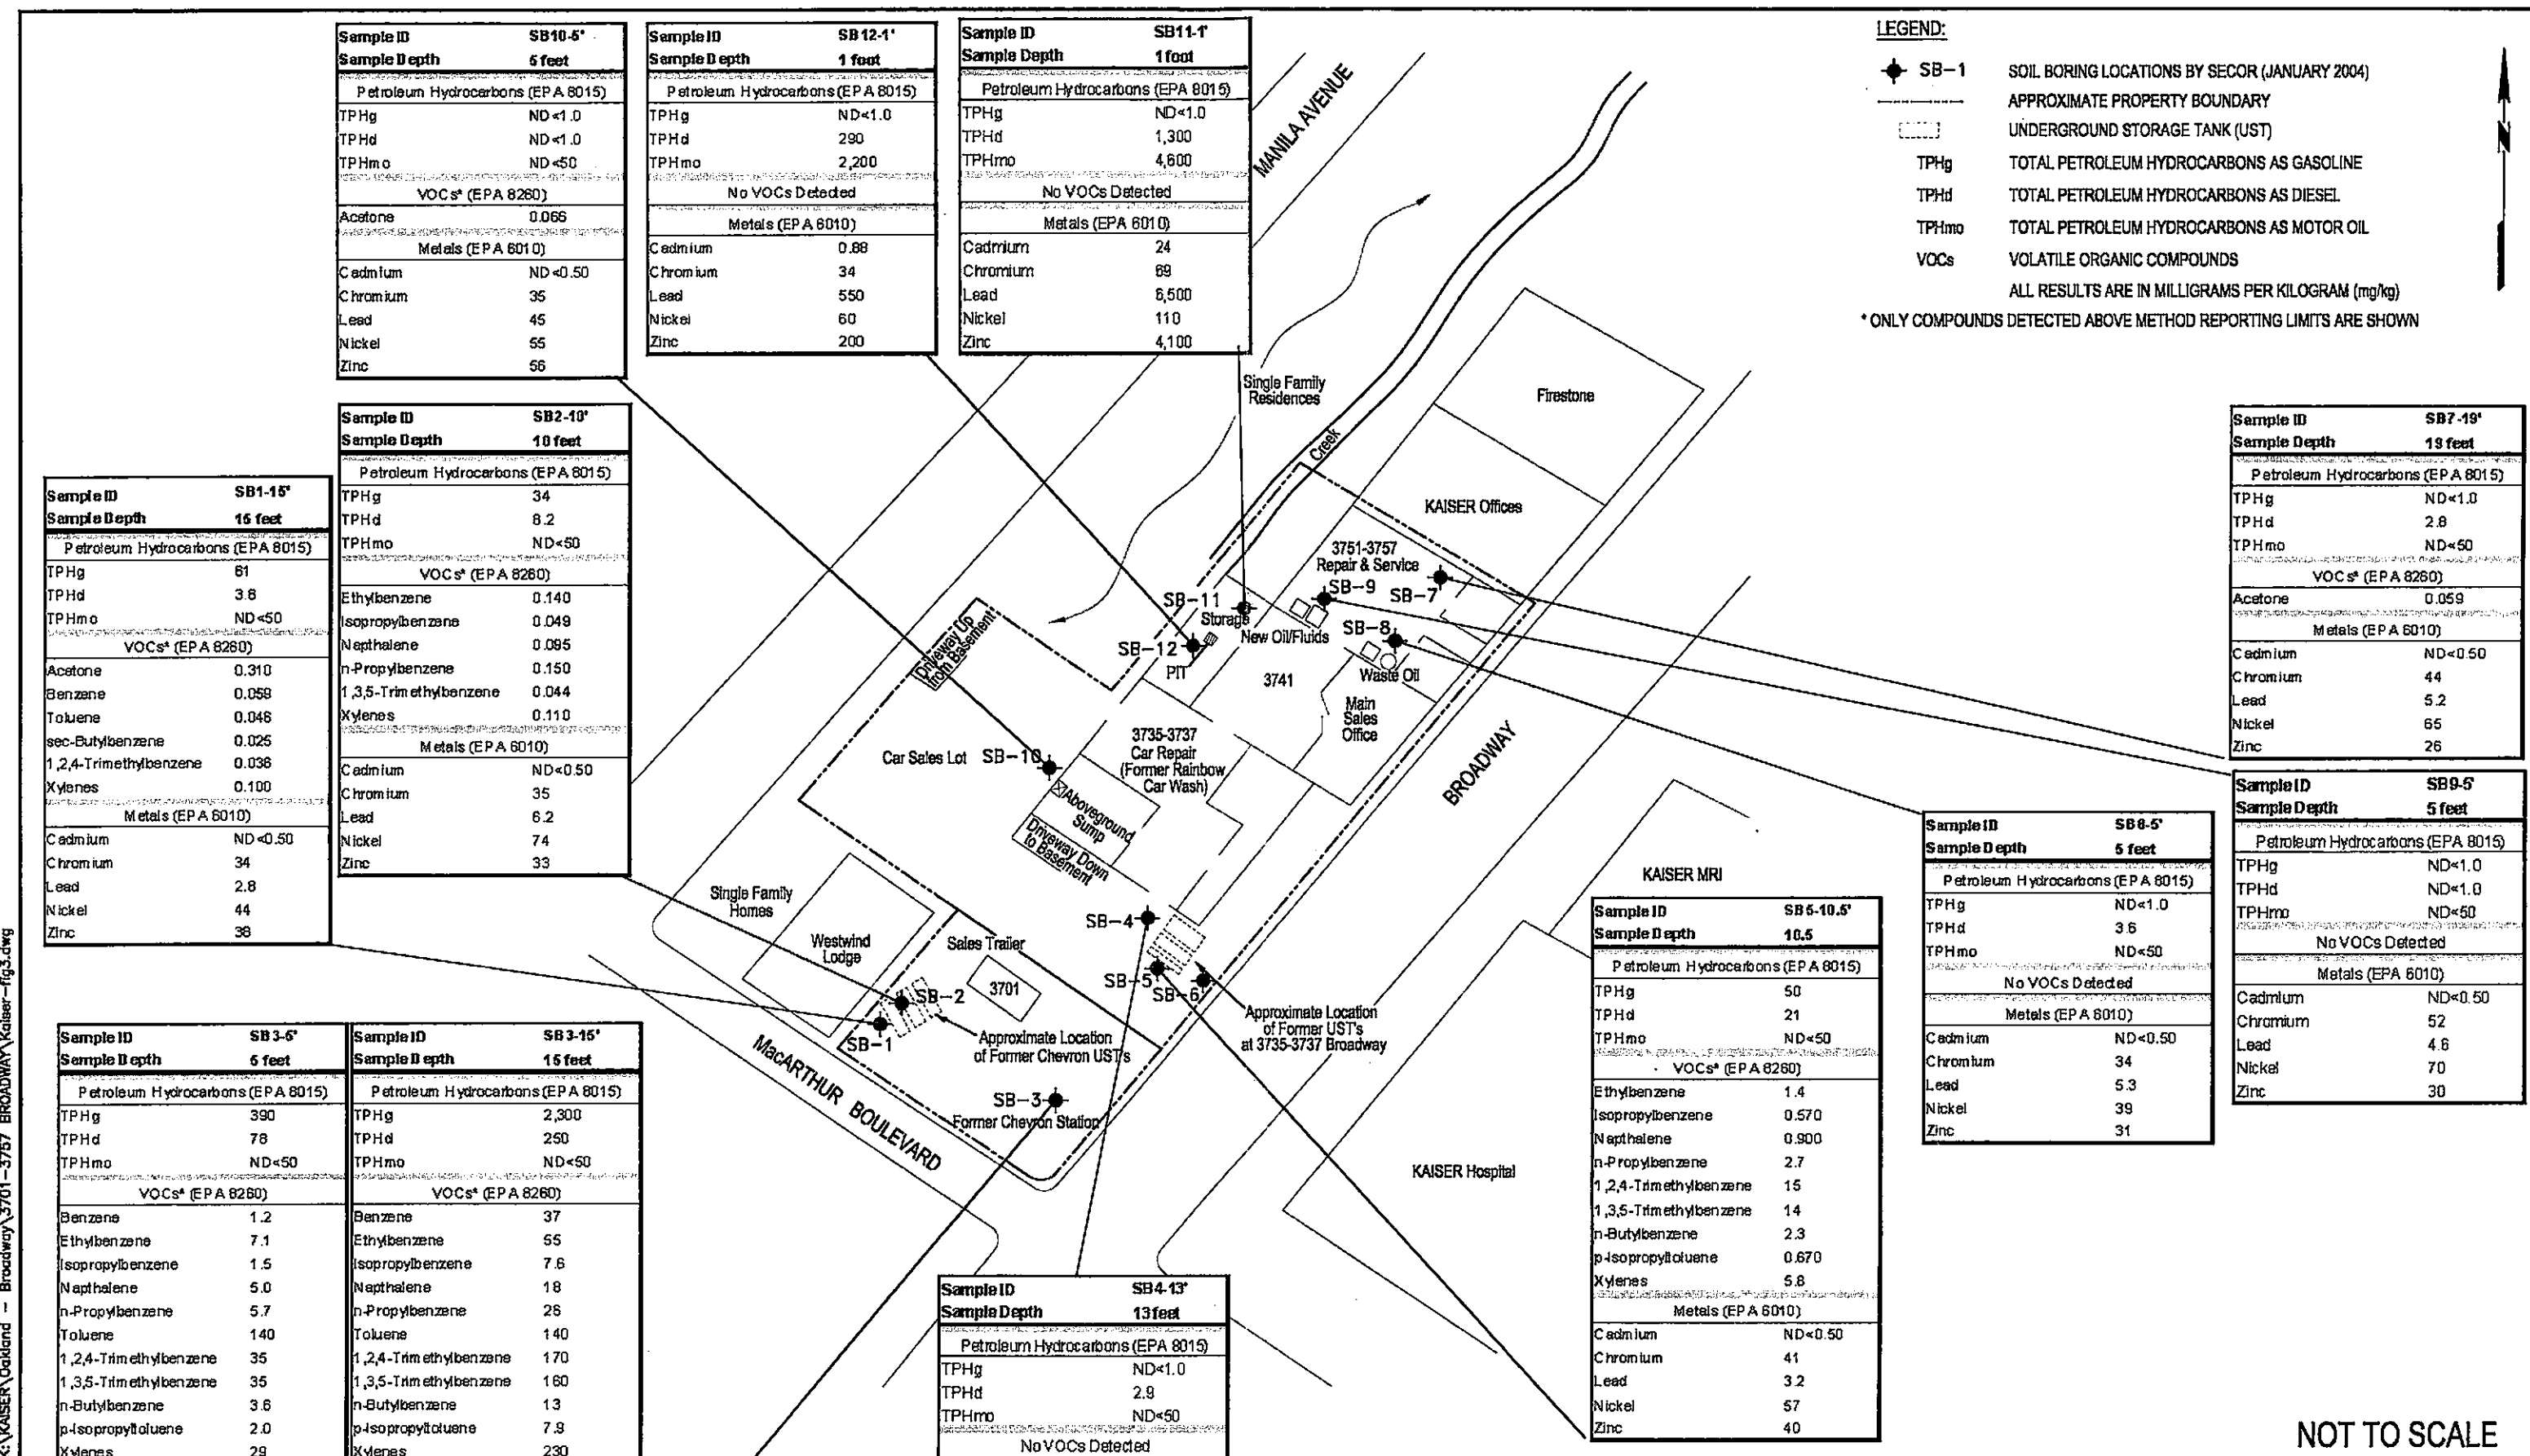 Sample ID SB10-5'
Sample Depth 5 feet
Petroleum Hydrocarbons (EPA 8015)
TPHg ND<1.0
TPHd ND<1.0
TPHmo ND<50
VOCs* (EPA 8260)
Acetone 0.066
Metals (EPA 6010)
Cadmium ND<0.50
Chromium 35
Lead 45
Nickel 55
Zinc 56
Sample ID SB12-1'
Sample Depth 1 foot
Petroleum Hydrocarbons (EPA 8015)
TPHg ND<1.0
TPHd 290
TPHmo 2,200
No VOCs Detected
Metals (EPA 6010)
Cadmium 0.88
Chromium 34
Lead 550
Nickel 60
Zinc 200
Sample ID SB11-1'
Sample Depth 1 foot
Petroleum Hydrocarbons (EPA 8015)
TPHg ND<1.0
TPHd 1,300
TPHmo 4,600
No VOCs Detected
Metals (EPA 6010)
Cadmium 24
Chromium 69
Lead 6,500
Nickel 110
Zinc 4,100
LEGEND:
SB-1 SOIL BORING LOCATIONS BY SECOR (JANUARY 2004)
APPROXIMATE PROPERTY BOUNDARY
UNDERGROUND STORAGE TANK (UST)
TPHg TOTAL PETROLEUM HYDROCARBONS AS GASOLINE
TPHd TOTAL PETROLEUM HYDROCARBONS AS DIESEL
TPHmo TOTAL PETROLEUM HYDROCARBONS AS MOTOR OIL
VOCs VOLATILE ORGANIC COMPOUNDS
ALL RESULTS ARE IN MILLIGRAMS PER KILOGRAM (mg/kg)
* ONLY COMPOUNDS DETECTED ABOVE METHOD REPORTING LIMITS ARE SHOWN
N
Sample ID SB2-10'
Sample Depth 10 feet
Petroleum Hydrocarbons (EPA 8015)
TPHg 34
TPHd 8.2
TPHmo ND<50
VOCs* (EPA 8260)
Ethylbenzene 0.140
Isopropylbenzene 0.049
Napthalene 0.095
n-Propylbenzene 0.150
1,3,5-Trimethylbenzene 0.044
Xylenes 0.110
Metals (EPA 6010)
Cadmium ND<0.50
Chromium 35
Lead 6.2
Nickel 74
Zinc 33
Sample ID SB1-15'
Sample Depth 15 feet
Petroleum Hydrocarbons (EPA 8015)
TPHg 61
TPHd 3.8
TPHmo ND<50
VOCs* (EPA 8260)
Acetone 0.310
Benzene 0.059
Toluene 0.046
sec-Butylbenzene 0.025
1,2,4-Trimethylbenzene 0.036
Xylenes 0.100
Metals (EPA 6010)
Cadmium ND<0.50
Chromium 34
Lead 2.8
Nickel 44
Zinc 38
MANILA AVENUE
Single Family
Residences
Firestone
Creek
KAISER Offices
3751-3757
Repair & Service
SB-9
SB-7
SB-11
Storage
New Oil/Fluids
SB-8
SB-12
PIT
Waste Oil
3741
Main
Sales
Office
Driveway Up
from Basement
3735-3737
Car Repair
(Former Rainbow
Car Wash)
BROADWAY
Car Sales Lot
SB-10
Aboveground
Sump
Driveway Down
to Basement
KAISER MRI
Single Family
Homes
Westwind
Lodge
Sales Trailer
3701
SB-4
SB-5
SB-6
SB-2
SB-1
Approximate Location
of Former Chevron UST's
Approximate Location
of Former UST's
at 3735-3737 Broadway
MacARTHUR BOULEVARD
SB-3
Former Chevron Station
KAISER Hospital
Sample ID SB7-19'
Sample Depth 19 feet
Petroleum Hydrocarbons (EPA 8015)
TPHg ND<1.0
TPHd 2.8
TPHmo ND<50
VOCs* (EPA 8260)
Acetone 0.059
Metals (EPA 6010)
Cadmium ND<0.50
Chromium 44
Lead 5.2
Nickel 65
Zinc 26
Sample ID SB9-5'
Sample Depth 5 feet
Petroleum Hydrocarbons (EPA 8015)
TPHg ND<1.0
TPHd ND<1.0
TPHmo ND<50
No VOCs Detected
Metals (EPA 6010)
Cadmium ND<0.50
Chromium 52
Lead 4.6
Nickel 70
Zinc 30
Sample ID SB8-5'
Sample Depth 5 feet
Petroleum Hydrocarbons (EPA 8015)
TPHg ND<1.0
TPHd 3.6
TPHmo ND<50
No VOCs Detected
Metals (EPA 6010)
Cadmium ND<0.50
Chromium 34
Lead 5.3
Nickel 39
Zinc 31
Sample ID SB5-10.5'
Sample Depth 10.5
Petroleum Hydrocarbons (EPA 8015)
TPHg 50
TPHd 21
TPHmo ND<50
VOCs* (EPA 8260)
Ethylbenzene 1.4
Isopropylbenzene 0.570
Napthalene 0.900
n-Propylbenzene 2.7
1,2,4-Trimethylbenzene 15
1,3,5-Trimethylbenzene 14
n-Butylbenzene 2.3
p-Isopropyltoluene 0.670
Xylenes 5.8
Metals (EPA 6010)
Cadmium ND<0.50
Chromium 41
Lead 3.2
Nickel 57
Zinc 40
Sample ID SB3-5'
Sample Depth 5 feet
Petroleum Hydrocarbons (EPA 8015)
TPHg 390
TPHd 78
TPHmo ND<50
VOCs* (EPA 8260)
Benzene 1.2
Ethylbenzene 7.1
Isopropylbenzene 1.5
Napthalene 5.0
n-Propylbenzene 5.7
Toluene 140
1,2,4-Trimethylbenzene 35
1,3,5-Trimethylbenzene 35
n-Butylbenzene 3.6
p-Isopropyltoluene 2.0
Xylenes 29
Sample ID SB3-15'
Sample Depth 15 feet
Petroleum Hydrocarbons (EPA 8015)
TPHg 2,300
TPHd 250
TPHmo ND<50
VOCs* (EPA 8260)
Benzene 37
Ethylbenzene 55
Isopropylbenzene 7.6
Napthalene 18
n-Propylbenzene 26
Toluene 140
1,2,4-Trimethylbenzene 170
1,3,5-Trimethylbenzene 160
n-Butylbenzene 13
p-Isopropyltoluene 7.9
Xylenes 230
Sample ID SB4-13'
Sample Depth 13 feet
Petroleum Hydrocarbons (EPA 8015)
TPHg ND<1.0
TPHd 2.9
TPHmo ND<50
No VOCs Detected
NOT TO SCALE
X:\KAISER\Oakland - Broadway\3701-3757 BROADWAY\Kaiser-fig3.dwg